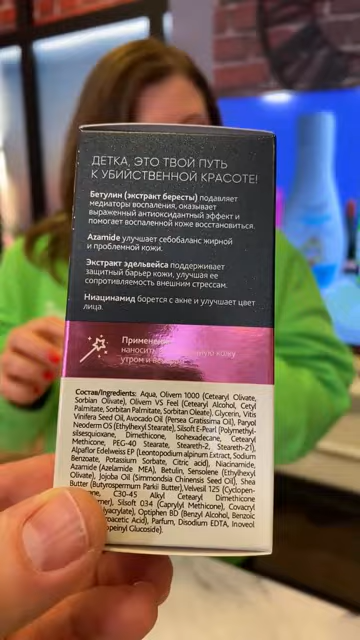 ДЕТКА, ЭТО ТВОЙ ПУТЬ
К УБИЙСТВЕННОЙ КРАСОТЕ!
Бетулин (экстракт бересты) подавляет
медиаторы воспаления, оказывает
выраженный антиоксидантный эффект и
помогает воспаленной коже восстановиться.
Azamide улучшает себобаланс жирной
и проблемной кожи.
Экстракт эдельвейса поддерживает
защитный барьер кожи, улучшая ее
сопротивляемость внешним стрессам.
Ниацинамид борется с акне и улучшает цвет
лица.
Применение:
наносить кожу
утром и
Состав/Ingredients: Aqua, Olivem 1000 (Cetearyl Olivate,
Sorbitan Olivate), Olivem VS Feel (Cetearyl Alcohol, Cetyl
Palmitate, Sorbitan Palmitate, Sorbitan Oleate), Glycerin, Vitis
Vinifera Seed Oil, Avocado Oil (Persea Gratissima Oil), Paryol
Neoderm OS (Ethylhexyl Stearate), Silsoft E-Pearl (Polymethyl-
silsesquioxane, Dimethicone, Isohexadecane, Cetearyl
Methicone, PEG-40 Stearate, Steareth-2, Steareth-21),
Alpaflor Edelweiss EP (Leontopodium alpinum Extract, Sodium
Benzoate, Potassium Sorbate, Citric acid), Niacinamide,
Azamide (Azelamide MEA), Betulin, Sensolene (Ethylhexyl
Olivate), Jojoba Oil (Simmondsia Chinensis Seed Oil), Shea
Butter (Butyrospermum Parkii Butter), Velvesil 125 (Cyclopen-
C30-45 Alkyl Cetearyl Dimethicone
Silsoft 034 (Caprylyl Methicone), Covacryl
Optiphen BD (Benzyl Alcohol, Benzoic
Parfum, Disodium EDTA, Inoveol
Glucoside).